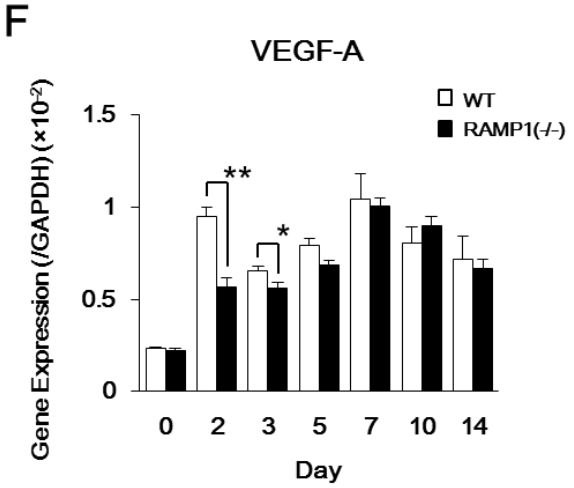 F
VEGF-A
WT
RAMP1(-/-)
Gene Expression (/GAPDH) (×10-2)
1.5
1
0.5
0
**
*
0 2 3 5 7 10 14
Day